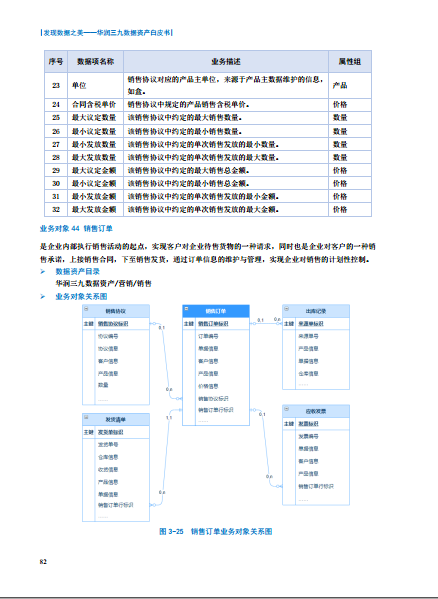 |发现数据之美——华润三九数据资产白皮书|
序号 数据项名称 业务描述 属性组
23 单位 销售协议对应的产品主单位，来源于产品主数据维护的信息，如盒。 产品
24 合同含税单价 销售协议中规定的产品销售含税单价。 价格
25 最大议定数量 该销售协议中约定的最大销售数量。 数量
26 最小议定数量 该销售协议中约定的最小销售数量。 数量
27 最小发放数量 该销售协议中约定的单次销售发放的最小数量。 数量
28 最大发放数量 该销售协议中约定的单次销售发放的最大数量。 数量
29 最大议定金额 该销售协议中约定的最大销售总金额。 价格
30 最小议定金额 该销售协议中约定的最小销售总金额。 价格
31 最小发放金额 该销售协议中约定的单次销售发放的最小金额。 价格
32 最大发放金额 该销售协议中约定的单次销售发放的最大金额。 价格
业务对象 44 销售订单
是企业内部执行销售活动的起点，实现客户对企业待售货物的一种请求，同时也是企业对客户的一种销
售承诺，上接销售合同，下至销售发货，通过订单信息的维护与管理，实现企业对销售的计划性控制。
➢ 数据资产目录
华润三九数据资产/营销/销售
➢ 业务对象关系图
销售协议
主键 销售协议标识
协议编号
协议信息
客户信息
产品信息
数量
......
0,1
0,n
销售订单
主键 销售订单标识
订单编号
单据信息
客户信息
产品信息
价格信息
销售协议标识
销售订单行标识
......
0,1
0,n
出库记录
主键 来源单标识
来源单号
产品信息
单据信息
仓库信息
......
发货清单
主键 发货单标识
发货单号
仓库信息
收货信息
产品信息
单据信息
销售订单行标识
......
1,1
0,n
应收发票
主键 发票标识
发票编号
单据信息
客户信息
产品信息
销售订单行标识
......
0,1
0,n
图 3-25 销售订单业务对象关系图
82